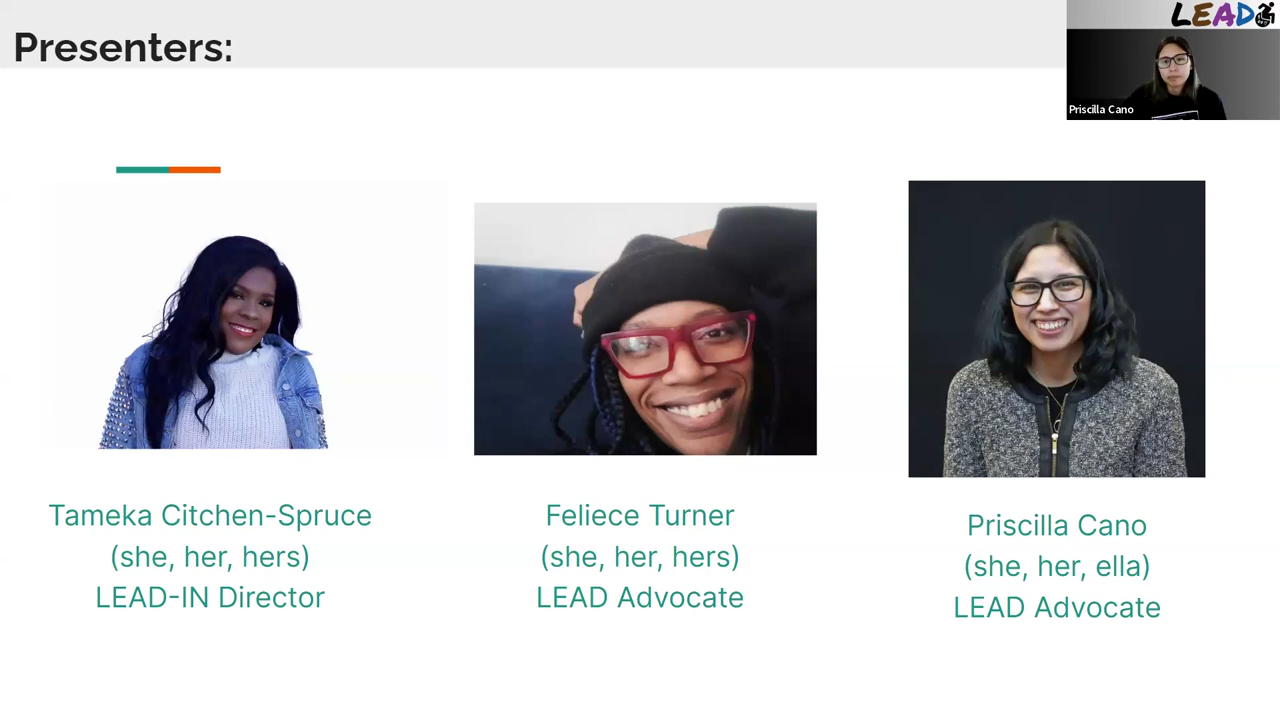 Presenters:
LEAD
Priscilla Cano
Tameka Citchen-Spruce
(she, her, hers)
LEAD-IN Director
Feliece Turner
(she, her, hers)
LEAD Advocate
Priscilla Cano
(she, her, ella)
LEAD Advocate